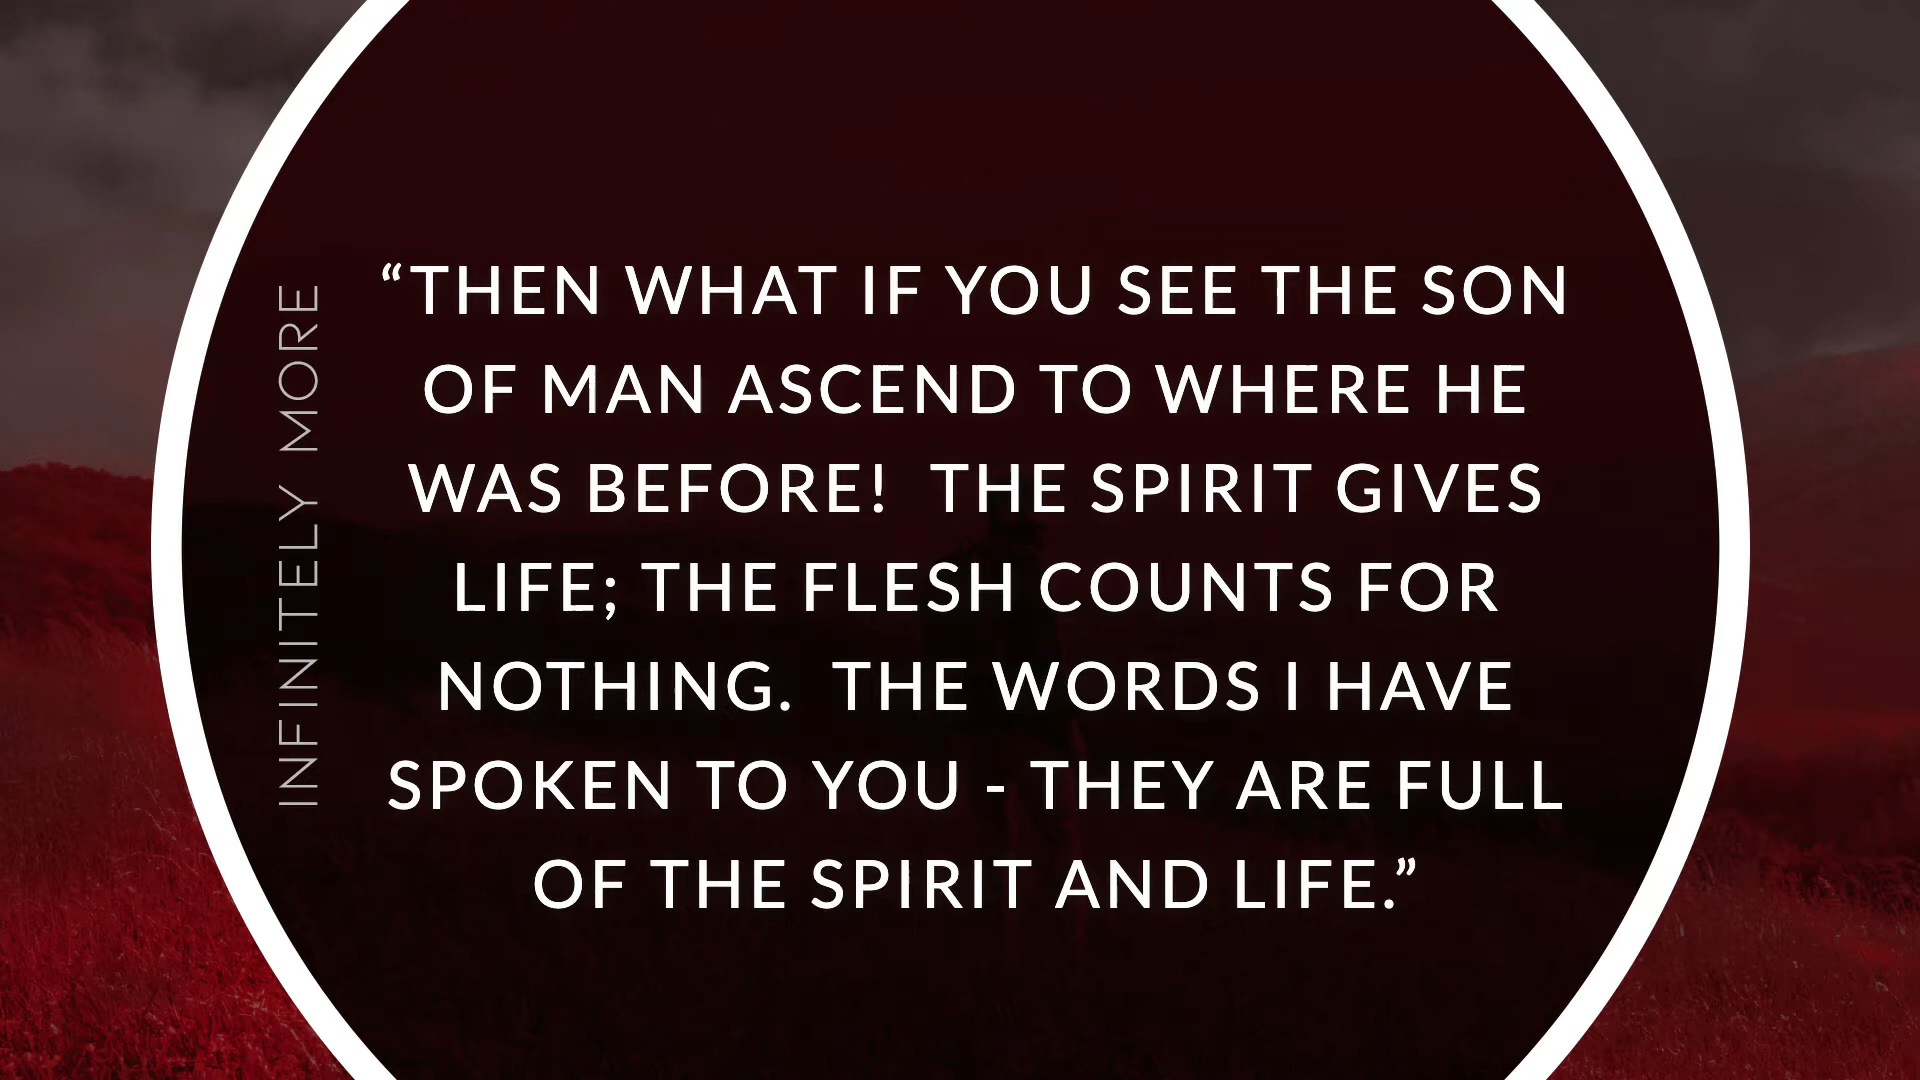 INFINITELY MORE
“THEN WHAT IF YOU SEE THE SON
OF MAN ASCEND TO WHERE HE
WAS BEFORE!  THE SPIRIT GIVES
LIFE; THE FLESH COUNTS FOR
NOTHING.  THE WORDS I HAVE
SPOKEN TO YOU - THEY ARE FULL
OF THE SPIRIT AND LIFE.”